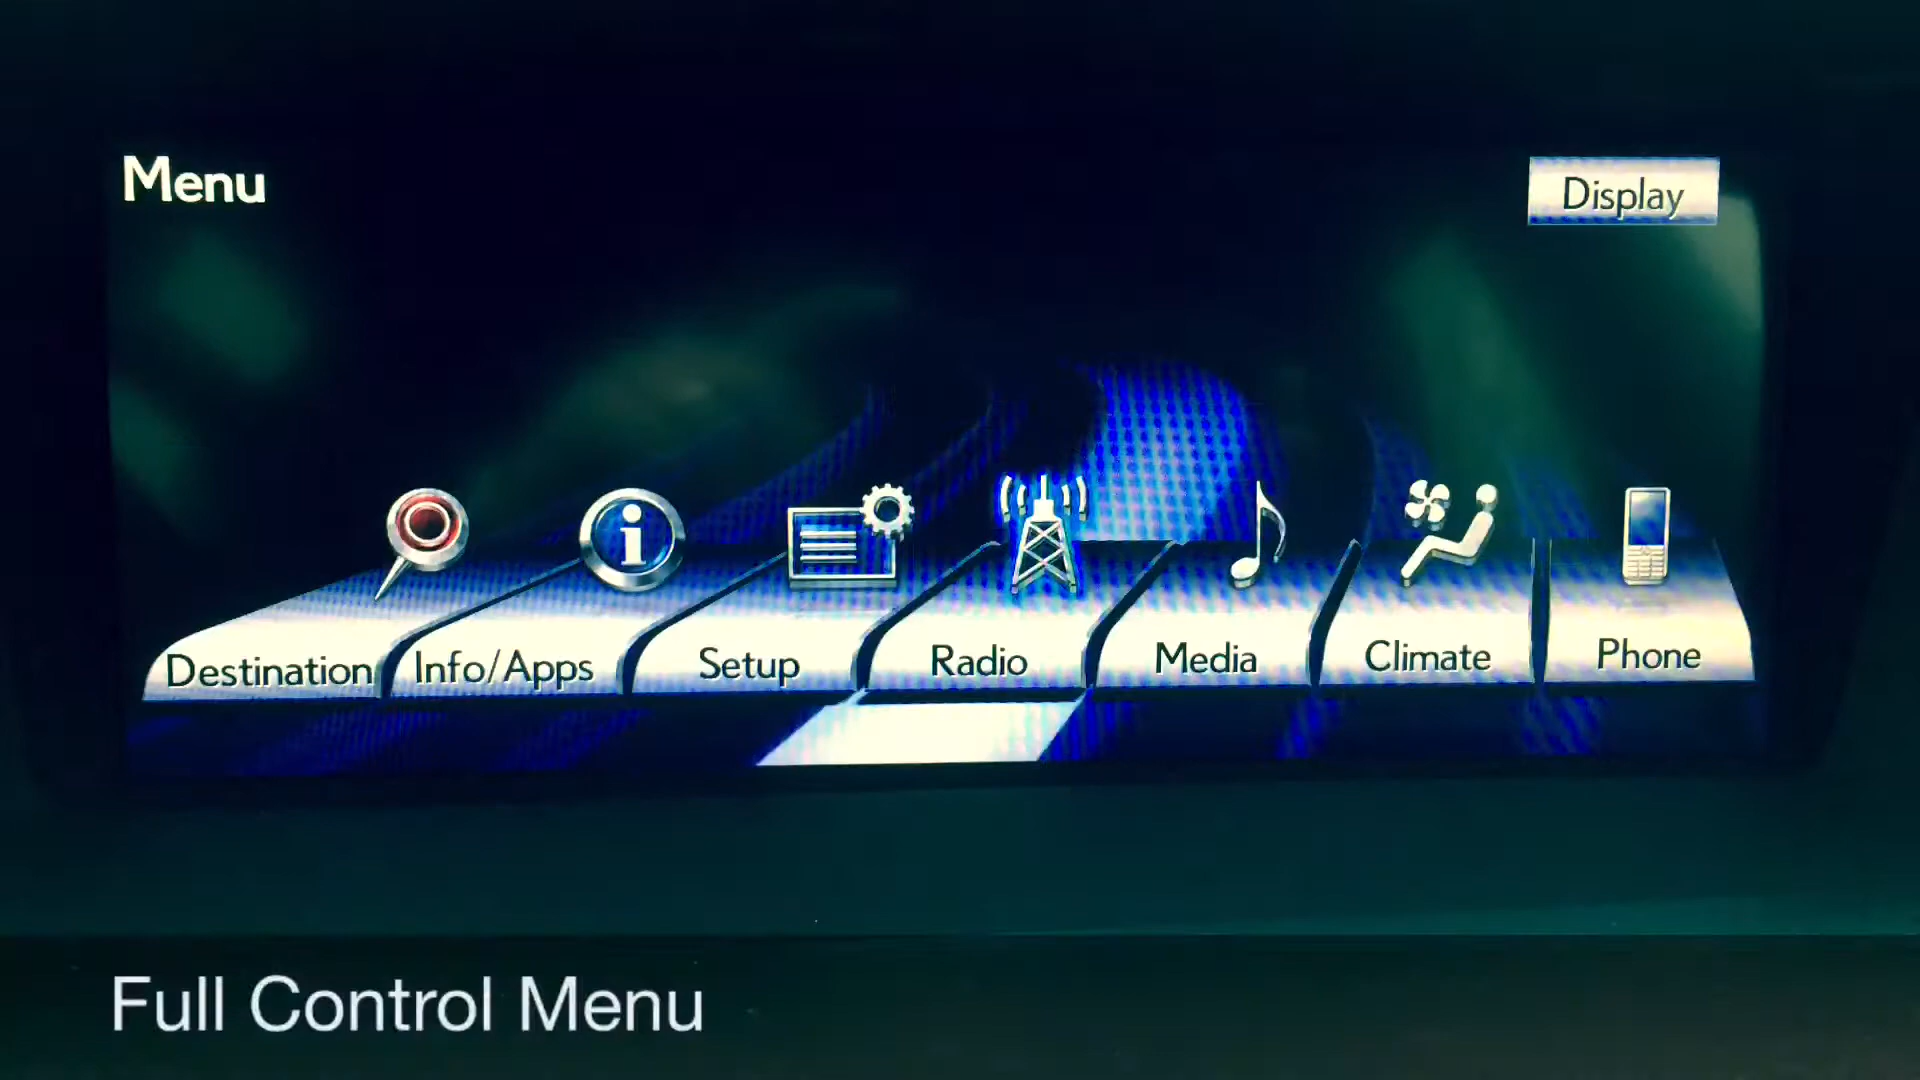 Menu
Display
Destination
Info/Apps
Setup
Radio
Media
Climate
Phone
Full Control Menu